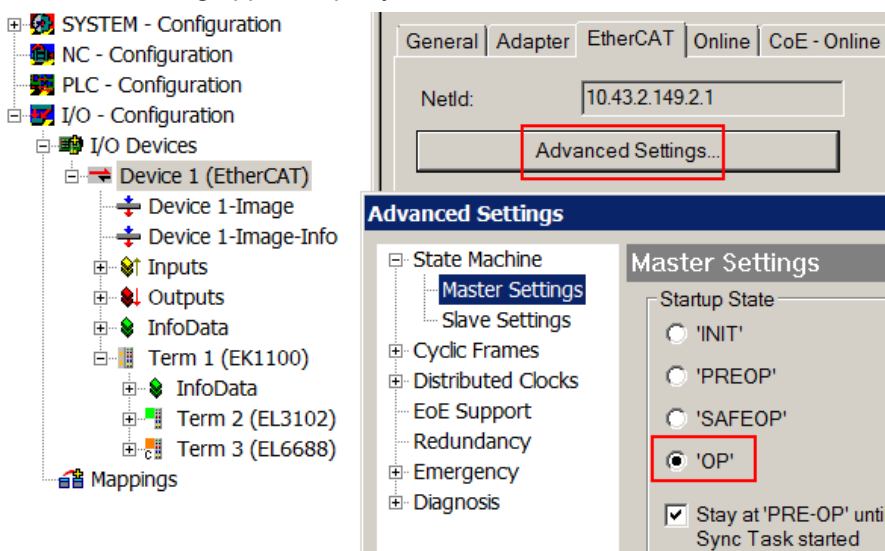 SYSTEM - Configuration
NC - Configuration
PLC - Configuration
I/O - Configuration
I/O Devices
Device 1 (EtherCAT)
Device 1-Image
Device 1-Image-Info
Inputs
Outputs
InfoData
Term 1 (EK1100)
InfoData
Term 2 (EL3102)
Term 3 (EL6688)
Mappings
General Adapter EtherCAT Online CoE - Online
NetId: 10.43.2.149.2.1
Advanced Settings...
Advanced Settings
State Machine
Master Settings
Slave Settings
Cyclic Frames
Distributed Clocks
EoE Support
Redundancy
Emergency
Diagnosis
Master Settings
Startup State
'INIT'
'PREOP'
'SAFEOP'
'OP'
Stay at 'PRE-OP' unti
Sync Task started